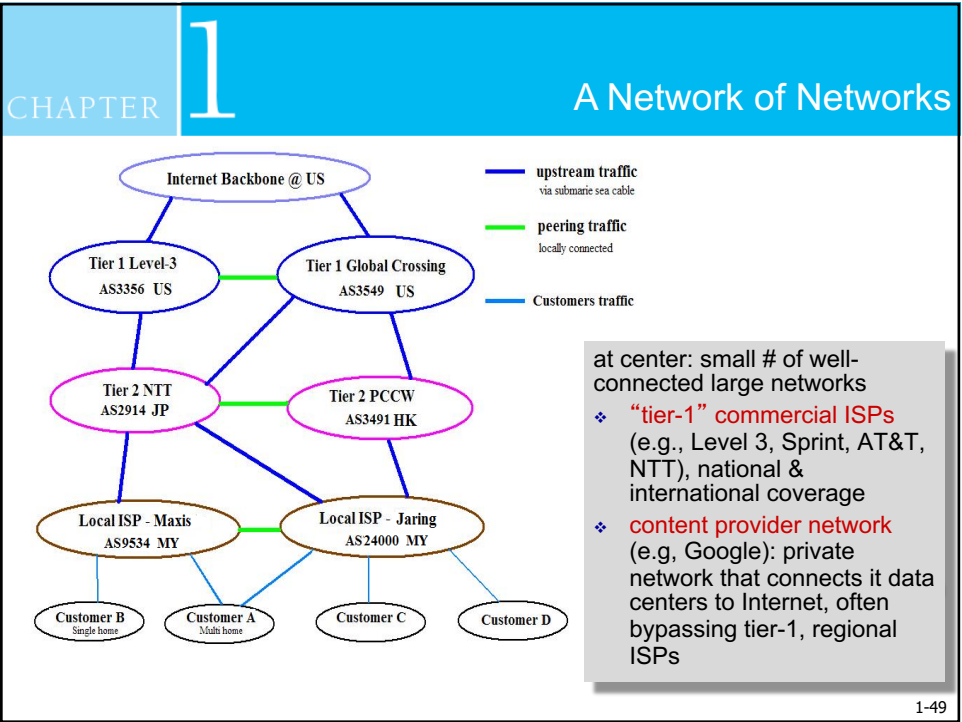 CHAPTER 1
A Network of Networks
Internet Backbone @ US
upstream traffic
via submarie sea cable
peering traffic
locally connected
Customers traffic
Tier 1 Level-3
AS3356 US
Tier 1 Global Crossing
AS3549 US
Tier 2 NTT
AS2914 JP
Tier 2 PCCW
AS3491 HK
Local ISP - Maxis
AS9534 MY
Local ISP - Jaring
AS24000 MY
Customer B
Single home
Customer A
Multi home
Customer C
Customer D
at center: small # of well-
connected large networks
❖ “tier-1” commercial ISPs
(e.g., Level 3, Sprint, AT&T,
NTT), national &
international coverage
❖ content provider network
(e.g, Google): private
network that connects it data
centers to Internet, often
bypassing tier-1, regional
ISPs
1-49